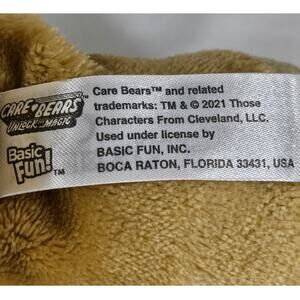 CARE BEARS
UNLOCK THE MAGIC
Basic
Fun!™
Care Bears™ and related
trademarks: TM & © 2021 Those
Characters From Cleveland, LLC.
Used under license by
BASIC FUN, INC.
BOCA RATON, FLORIDA 33431, USA